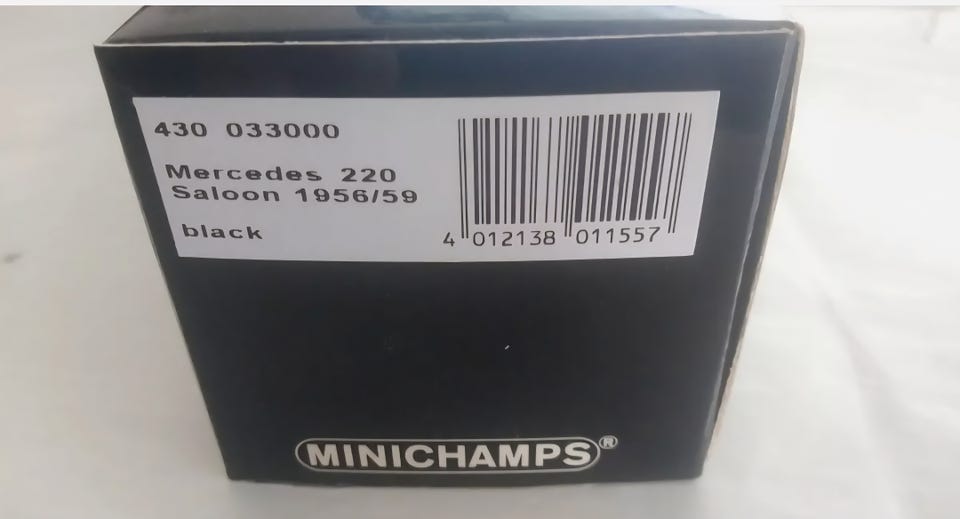 430 033000
Mercedes 220
Saloon 1956/59
black
4 012138 011557
MINICHAMPS®